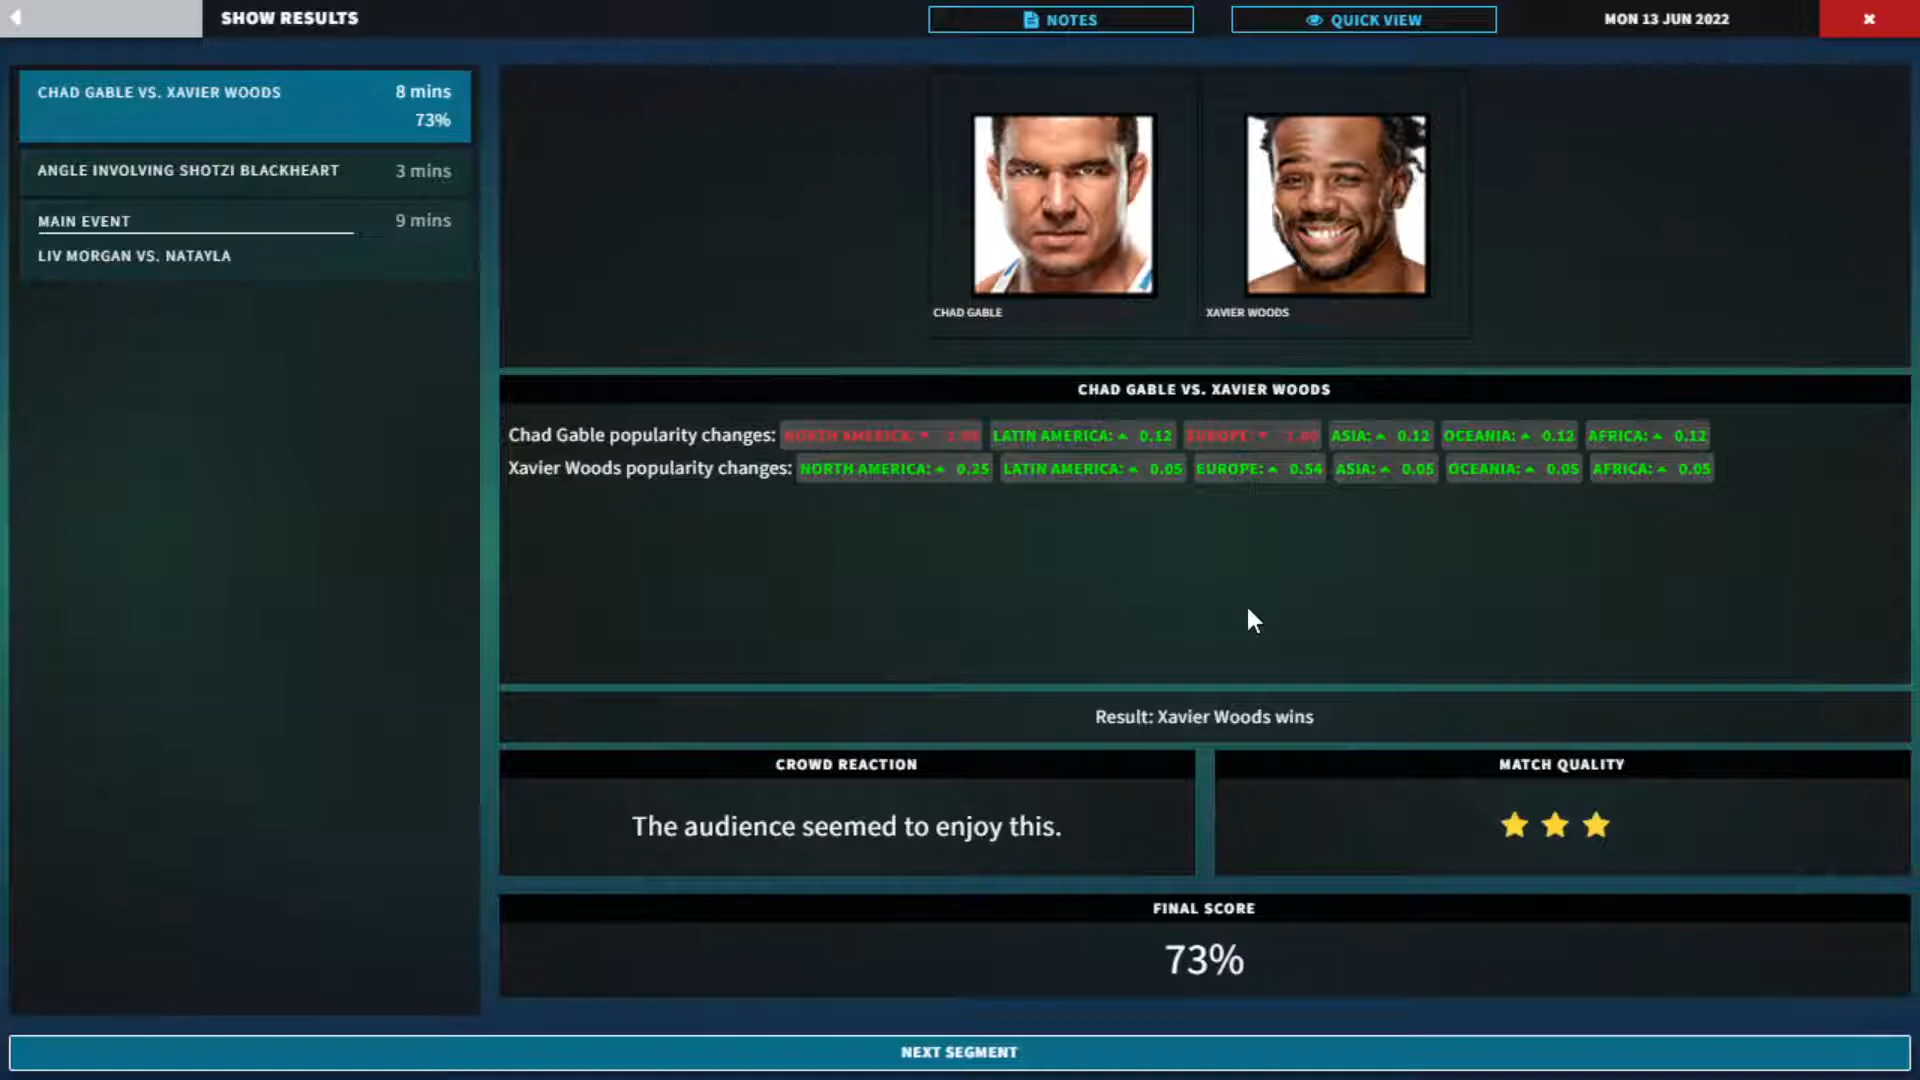 SHOW RESULTS
NOTES
QUICK VIEW
MON 13 JUN 2022
CHAD GABLE VS. XAVIER WOODS 8 mins
73%
ANGLE INVOLVING SHOTZI BLACKHEART 3 mins
MAIN EVENT 9 mins
LIV MORGAN VS. NATAYLA
CHAD GABLE
XAVIER WOODS
CHAD GABLE VS. XAVIER WOODS
Chad Gable popularity changes: NORTH AMERICA: LATIN AMERICA: 0.12 EUROPE: ASIA: 0.12 OCEANIA: 0.12 AFRICA: 0.12
Xavier Woods popularity changes: NORTH AMERICA: 0.25 LATIN AMERICA: 0.05 EUROPE: 0.54 ASIA: 0.05 OCEANIA: 0.05 AFRICA: 0.05
Result: Xavier Woods wins
CROWD REACTION
MATCH QUALITY
The audience seemed to enjoy this.
FINAL SCORE
73%
NEXT SEGMENT